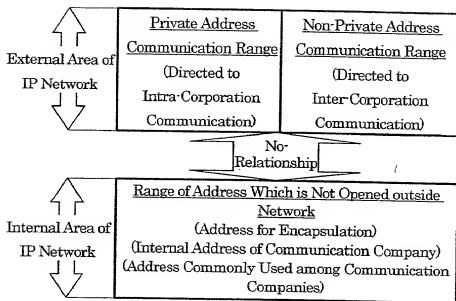 External Area of
IP Network
Private Address
Communication Range
(Directed to
Intra-Corporation
Communication)
Non-Private Address
Communication Range
(Directed to
Inter-Corporation
Communication)
No-
Relationship
Internal Area of
IP Network
Range of Address Which is Not Opened outside
Network
(Address for Encapsulation)
(Internal Address of Communication Company)
(Address Commonly Used among Communication
Companies)